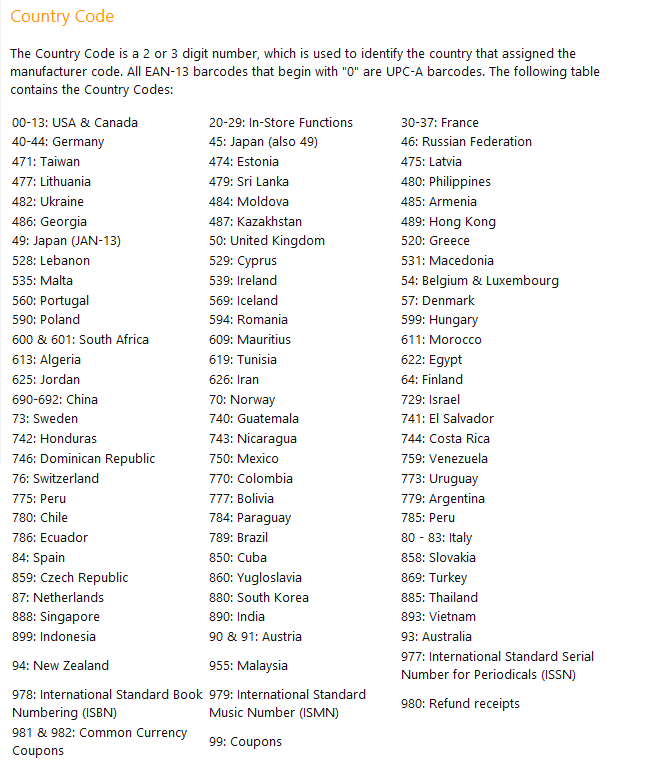 Country Code
The Country Code is a 2 or 3 digit number, which is used to identify the country that assigned the
manufacturer code. All EAN-13 barcodes that begin with "0" are UPC-A barcodes. The following table
contains the Country Codes:
00-13: USA & Canada 20-29: In-Store Functions 30-37: France
40-44: Germany 45: Japan (also 49) 46: Russian Federation
471: Taiwan 474: Estonia 475: Latvia
477: Lithuania 479: Sri Lanka 480: Philippines
482: Ukraine 484: Moldova 485: Armenia
486: Georgia 487: Kazakhstan 489: Hong Kong
49: Japan (JAN-13) 50: United Kingdom 520: Greece
528: Lebanon 529: Cyprus 531: Macedonia
535: Malta 539: Ireland 54: Belgium & Luxembourg
560: Portugal 569: Iceland 57: Denmark
590: Poland 594: Romania 599: Hungary
600 & 601: South Africa 609: Mauritius 611: Morocco
613: Algeria 619: Tunisia 622: Egypt
625: Jordan 626: Iran 64: Finland
690-692: China 70: Norway 729: Israel
73: Sweden 740: Guatemala 741: El Salvador
742: Honduras 743: Nicaragua 744: Costa Rica
746: Dominican Republic 750: Mexico 759: Venezuela
76: Switzerland 770: Colombia 773: Uruguay
775: Peru 777: Bolivia 779: Argentina
780: Chile 784: Paraguay 785: Peru
786: Ecuador 789: Brazil 80 - 83: Italy
84: Spain 850: Cuba 858: Slovakia
859: Czech Republic 860: Yugloslavia 869: Turkey
87: Netherlands 880: South Korea 885: Thailand
888: Singapore 890: India 893: Vietnam
899: Indonesia 90 & 91: Austria 93: Australia
94: New Zealand 955: Malaysia 977: International Standard Serial
Number for Periodicals (ISSN)
978: International Standard Book 979: International Standard 980: Refund receipts
Numbering (ISBN) Music Number (ISMN)
981 & 982: Common Currency 99: Coupons
Coupons